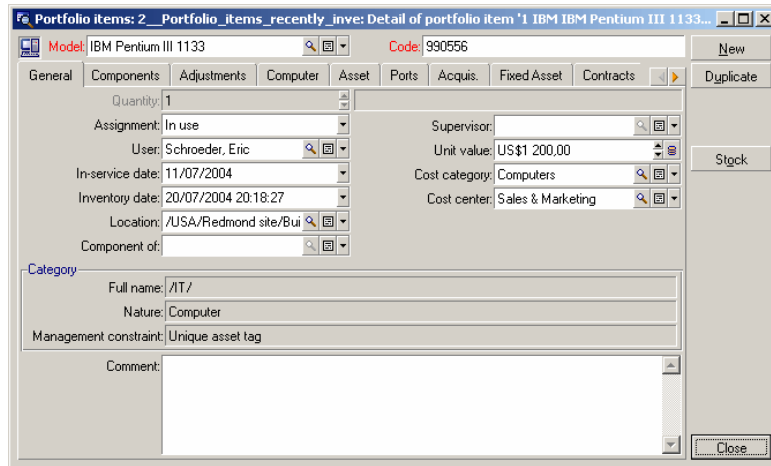 Portfolio items: 2__Portfolio_items_recently_inve: Detail of portfolio item '1 IBM IBM Pentium III 1133...
Model: IBM Pentium III 1133 Code: 990556 New
General Components Adjustments Computer Asset Ports Acquis. Fixed Asset Contracts Duplicate
Quantity: 1
Assignment: In use Supervisor:
User: Schroeder, Eric Unit value: US$1 200,00 Stock
In-service date: 11/07/2004 Cost category: Computers
Inventory date: 20/07/2004 20:18:27 Cost center: Sales & Marketing
Location: /USA/Redmond site/Bui
Component of:
Category
Full name: /IT/
Nature: Computer
Management constraint: Unique asset tag
Comment:
Close